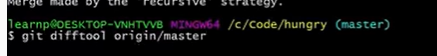 Merge made by the 'recursive' strategy.
learnp@DESKTOP-VNHTVVB MINGW64 /c/Code/hungry (master)
$ git difftool origin/master